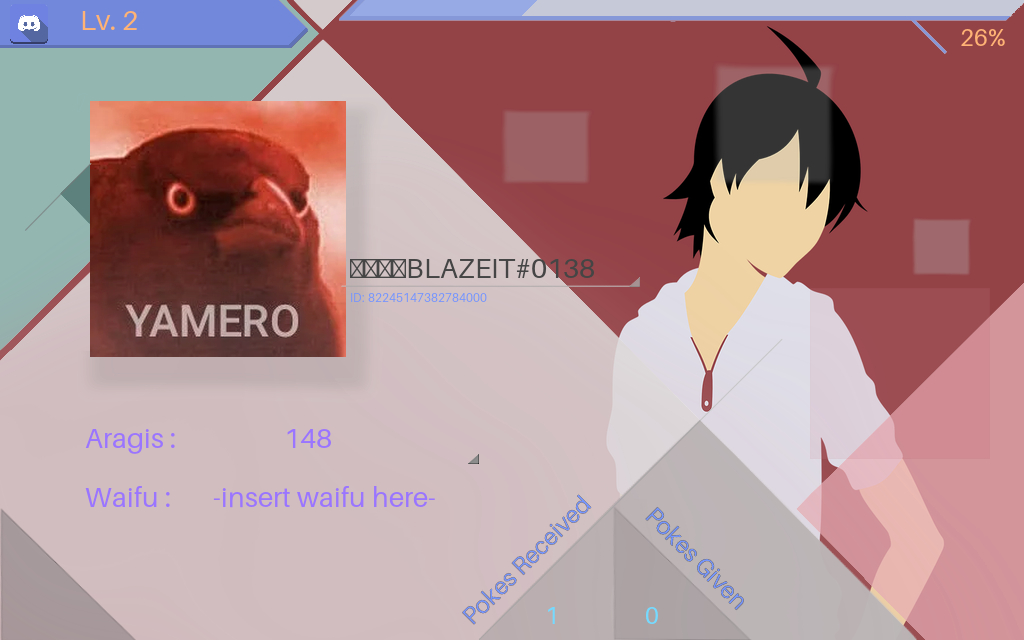 Lv. 2
26%
BLAZEIT#0138
ID: 82245147382784000
YAMERO
Aragis : 148
Waifu : -insert waifu here-
Pokes Received
1
Pokes Given
0